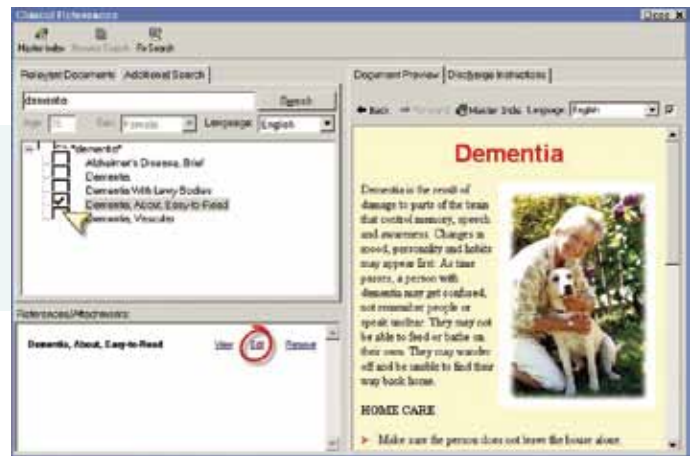 Clinical References
Close X
Master Index
Rx Search
Relevant Documents
Additional Search
dementia
Search
Age
Sex
Female
Language
English
"dementia"
Alzheimer's Disease, Brief
Dementia
Dementia With Lewy Bodies
Dementia, About, Easy-to-Read
Dementia, Vascular
References/Attachments
Dementia, About, Easy-to-Read
View
Edit
Remove
Document Preview
Discharge Instructions
Back
Language
English
Dementia
Dementia is the result of
damage to parts of the brain
that control memory, speech
and awareness. Changes in
mood, personality and habits
may appear first. As time
passes, a person with
dementia may get confused,
not remember people or
speak unclear. They may not
be able to feed or bathe on
their own. They may wander
off and be unable to find their
way back home.
HOME CARE
➤ Make sure the person does not leave the house alone.